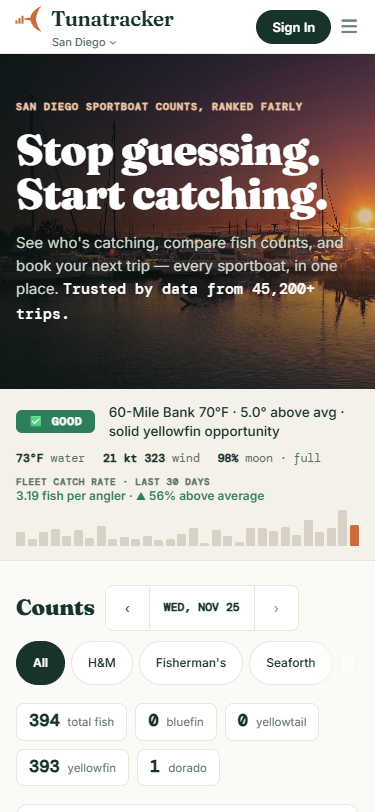 Tunatracker
San Diego
Sign In
SAN DIEGO SPORTBOAT COUNTS, RANKED FAIRLY
Stop guessing.
Start catching.
See who's catching, compare fish counts, and
book your next trip — every sportboat, in one
place. Trusted by data from 45,200+
trips.
✅ GOOD
60-Mile Bank 70°F · 5.0° above avg ·
solid yellowfin opportunity
73°F water 21 kt 323 wind 98% moon · full
FLEET CATCH RATE · LAST 30 DAYS
3.19 fish per angler · ▲ 56% above average
Counts
‹ WED, NOV 25 ›
All H&M Fisherman's Seaforth
394 total fish 0 bluefin 0 yellowtail
393 yellowfin 1 dorado